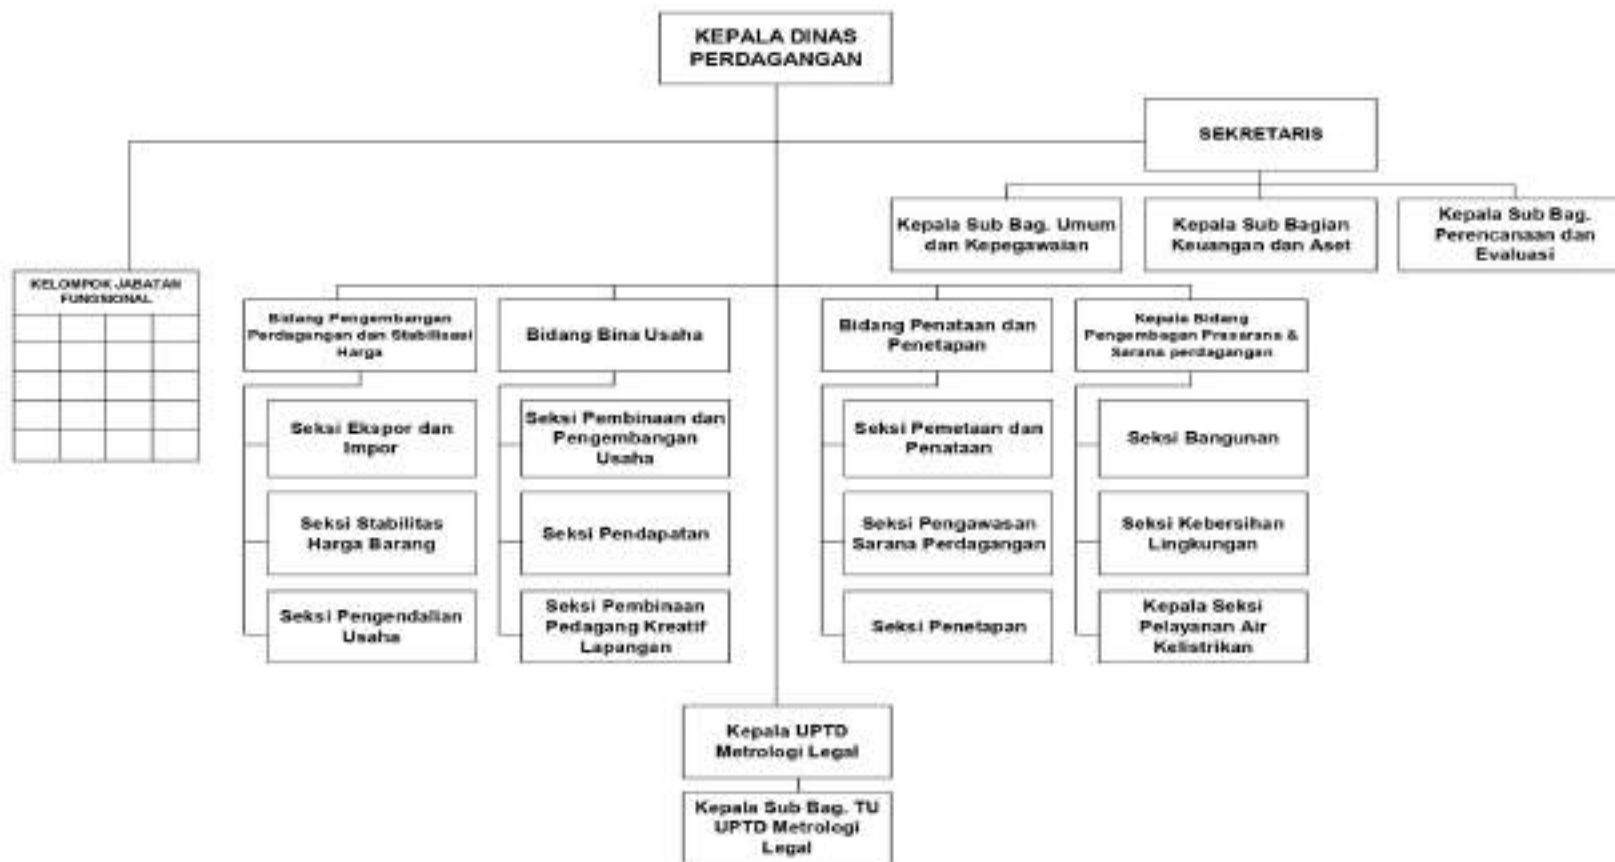 KEPALA DINAS
PERDAGANGAN
SEKRETARIS
Kepala Sub Bag. Umum
dan Kepegawaian
Kepala Sub Bagian
Keuangan dan Aset
Kepala Sub Bag.
Perencanaan dan
Evaluasi
KELOMPOK JABATAN
FUNGSIONAL
Bidang Pengembangan
Perdagangan dan Stabilisasi
Harga
Bidang Bina Usaha
Bidang Penataan dan
Penetapan
Kepala Bidang
Pengembagan Prasarana &
Sarana perdagangan
Seksi Ekspor dan
Impor
Seksi Pembinaan dan
Pengembangan
Usaha
Seksi Pemetaan dan
Penataan
Seksi Bangunan
Seksi Stabilitas
Harga Barang
Seksi Pendapatan
Seksi Pengawasan
Sarana Perdagangan
Seksi Kebersihan
Lingkungan
Seksi Pengendalian
Usaha
Seksi Pembinaan
Pedagang Kreatif
Lapangan
Seksi Penetapan
Kepala Seksi
Pelayanan Air
Kelistrikan
Kepala UPTD
Metrologi Legal
Kepala Sub Bag. TU
UPTD Metrologi
Legal